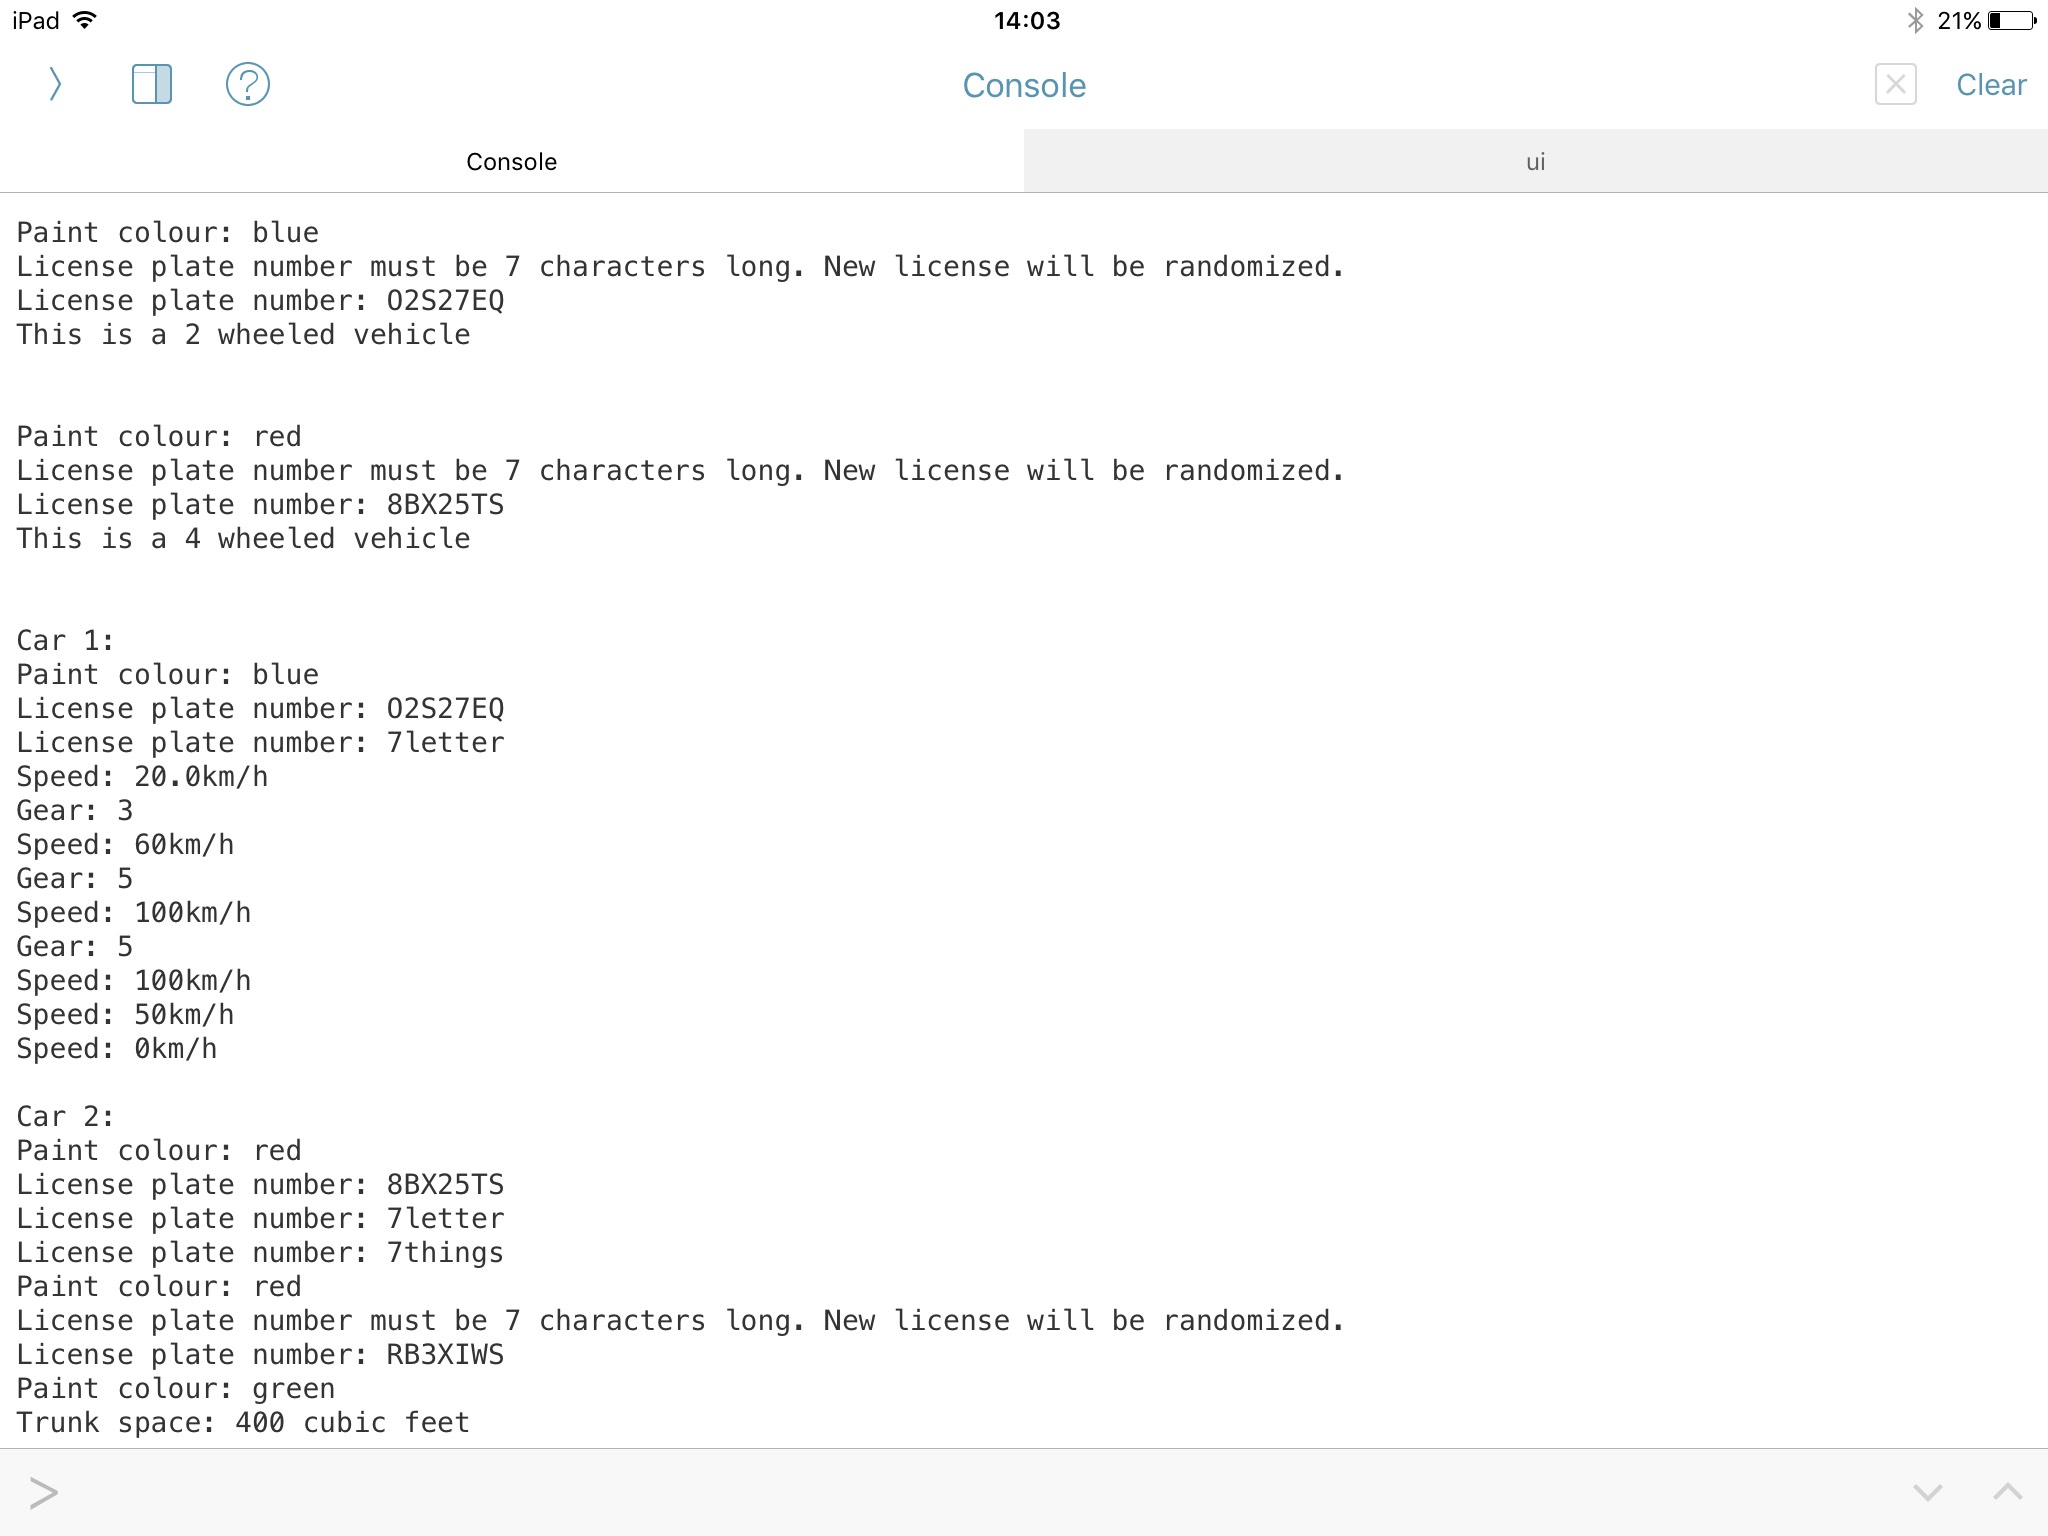 iPad 14:03 21%
? Console Clear
Console ui
Paint colour: blue
License plate number must be 7 characters long. New license will be randomized.
License plate number: O2S27EQ
This is a 2 wheeled vehicle
Paint colour: red
License plate number must be 7 characters long. New license will be randomized.
License plate number: 8BX25TS
This is a 4 wheeled vehicle
Car 1:
Paint colour: blue
License plate number: O2S27EQ
License plate number: 7letter
Speed: 20.0km/h
Gear: 3
Speed: 60km/h
Gear: 5
Speed: 100km/h
Gear: 5
Speed: 100km/h
Speed: 50km/h
Speed: 0km/h
Car 2:
Paint colour: red
License plate number: 8BX25TS
License plate number: 7letter
License plate number: 7things
Paint colour: red
License plate number must be 7 characters long. New license will be randomized.
License plate number: RB3XIWS
Paint colour: green
Trunk space: 400 cubic feet
>